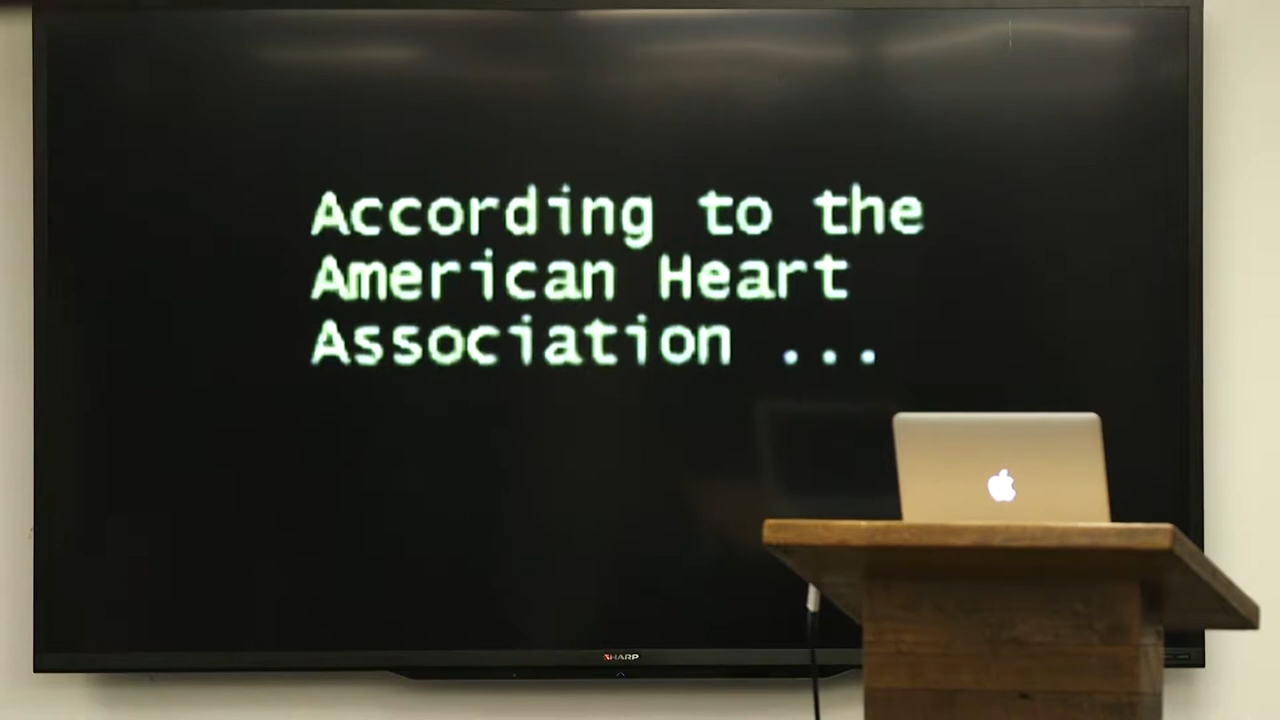 According to the
American Heart
Association ...
SHARP